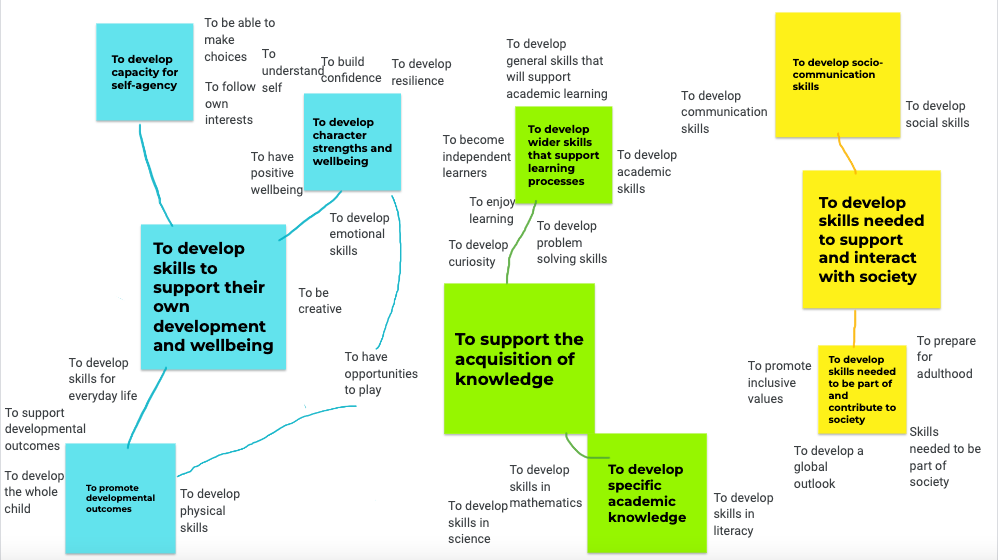 To develop
capacity for
self-agency
To be able to
make
choices
To follow
own
interests
To
understand
self
To build
confidence
To develop
resilience
To develop
character
strengths and
wellbeing
To have
positive
wellbeing
To develop
emotional
skills
To develop
skills to
support their
own
development
and wellbeing
To be
creative
To have
opportunities
to play
To develop
skills for
everyday life
To support
developmental
outcomes
To develop
the whole
child
To promote
developmental
outcomes
To develop
physical
skills
To develop
general skills that
will support
academic learning
To become
independent
learners
To develop
wider skills
that support
learning
processes
To develop
academic
skills
To enjoy
learning
To develop
curiosity
To develop
problem
solving skills
To support the
acquisition of
knowledge
To develop
skills in
mathematics
To develop
skills in
science
To develop
specific
academic
knowledge
To develop
skills in
literacy
To develop
communication
skills
To develop socio-
communication
skills
To develop
social skills
To develop
skills needed
to support
and interact
with society
To promote
inclusive
values
To develop
skills needed
to be part of
and
contribute to
society
To prepare
for
adulthood
To develop a
global
outlook
Skills
needed to be
part of
society